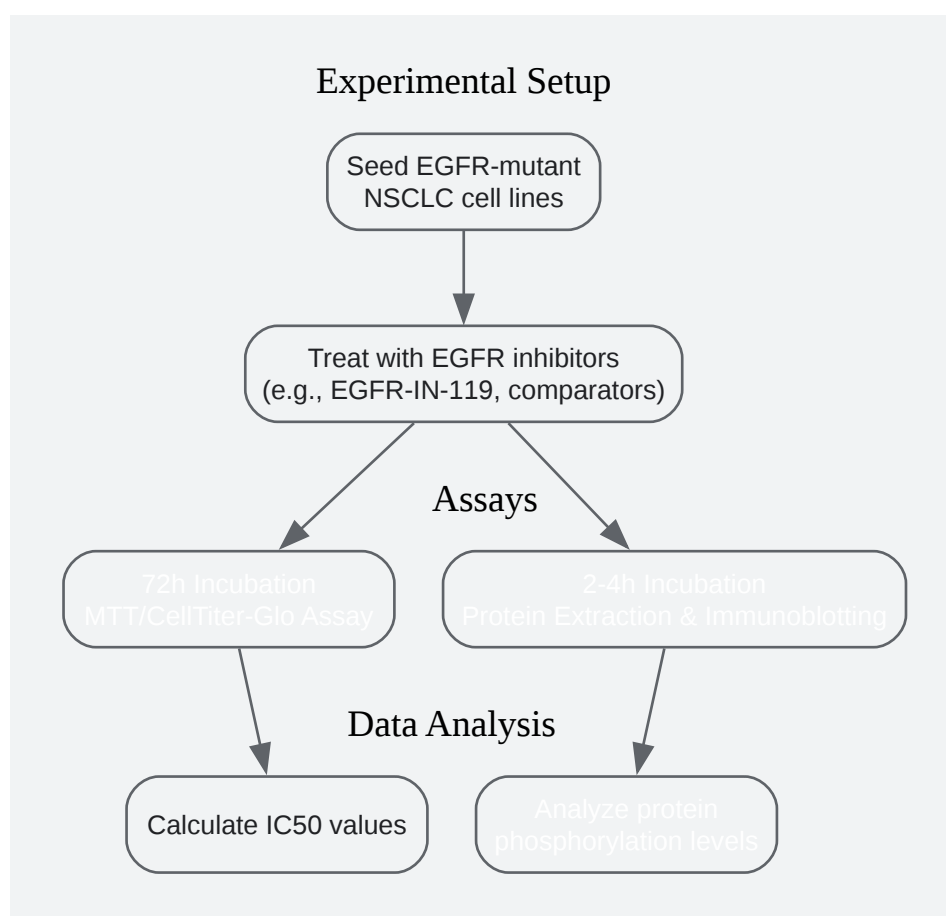 Experimental Setup
Seed EGFR-mutant
NSCLC cell lines
Treat with EGFR inhibitors
(e.g., EGFR-IN-119, comparators)
Assays
72h Incubation
MTT/CellTiter-Glo Assay
2-4h Incubation
Protein Extraction & Immunoblotting
Data Analysis
Calculate IC50 values
Analyze protein
phosphorylation levels